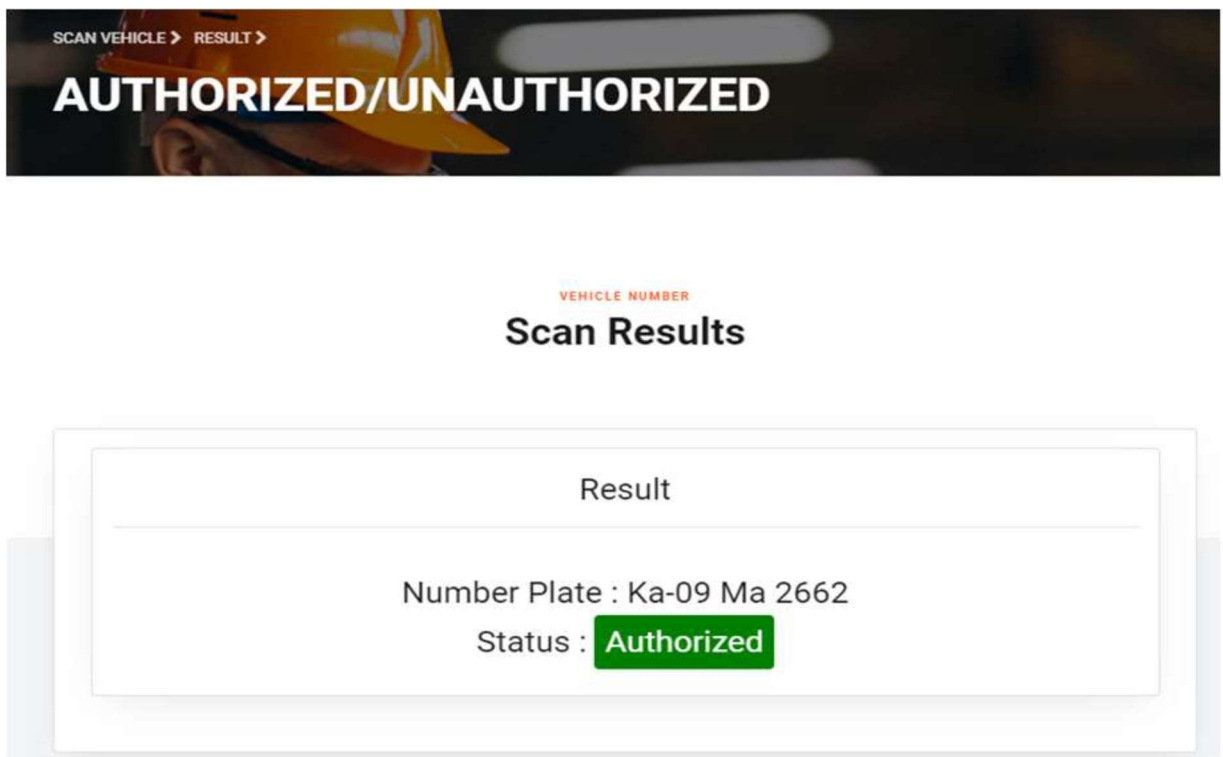 SCAN VEHICLE > RESULT >
AUTHORIZED/UNAUTHORIZED
VEHICLE NUMBER
Scan Results
Result
Number Plate : Ka-09 Ma 2662
Status : Authorized